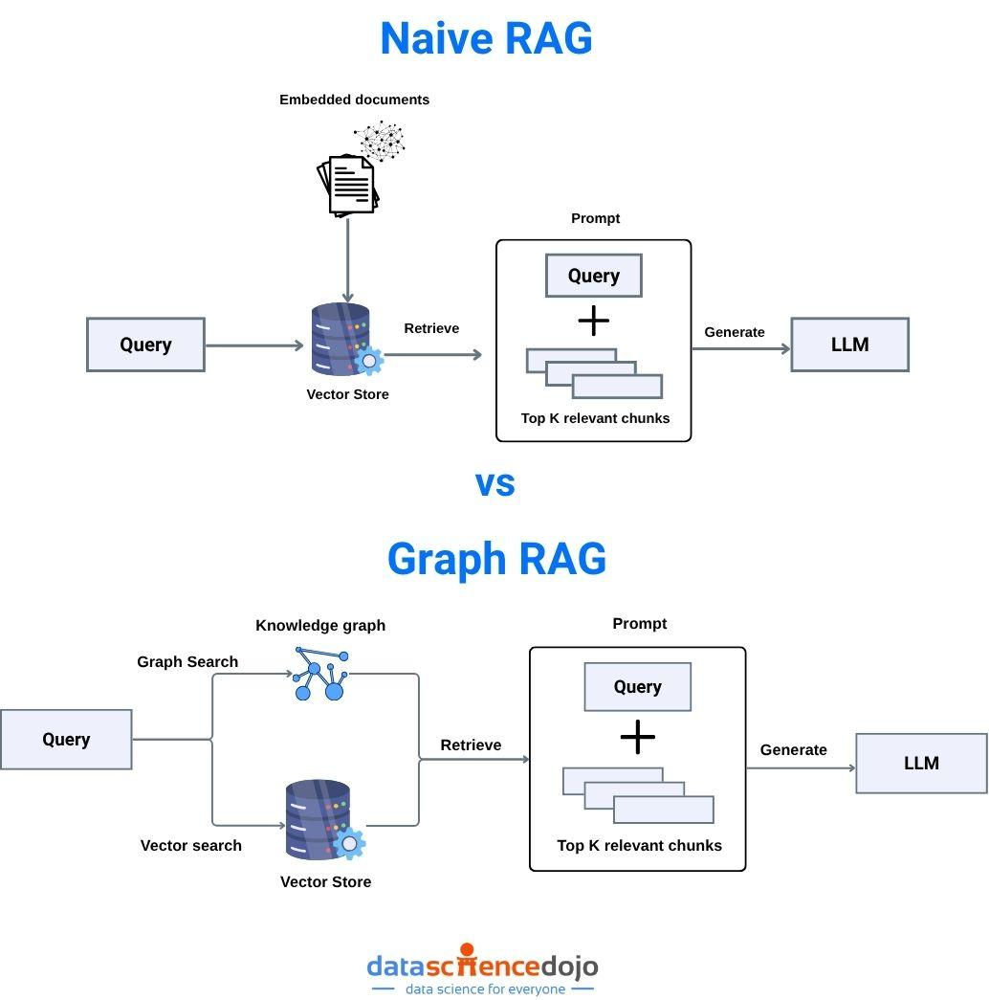 Naive RAG
Embedded documents
Prompt
Query
Query
Retrieve
Generate
LLM
Vector Store
Top K relevant chunks
vs
Graph RAG
Knowledge graph
Prompt
Graph Search
Query
Query
Retrieve
Generate
LLM
Vector search
Top K relevant chunks
Vector Store
datasciencedojo
data science for everyone